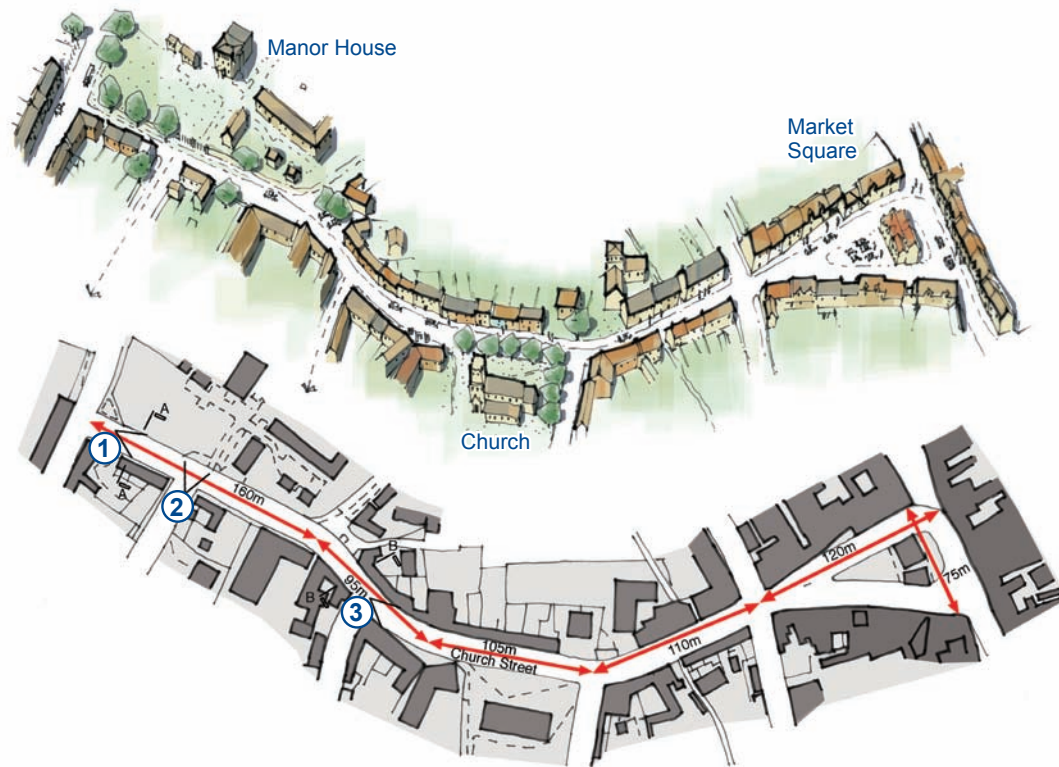 Manor House
Market
Square
Church
A
1
A
2
160m
B
95m
B
3
105m
Church Street
110m
120m
75m